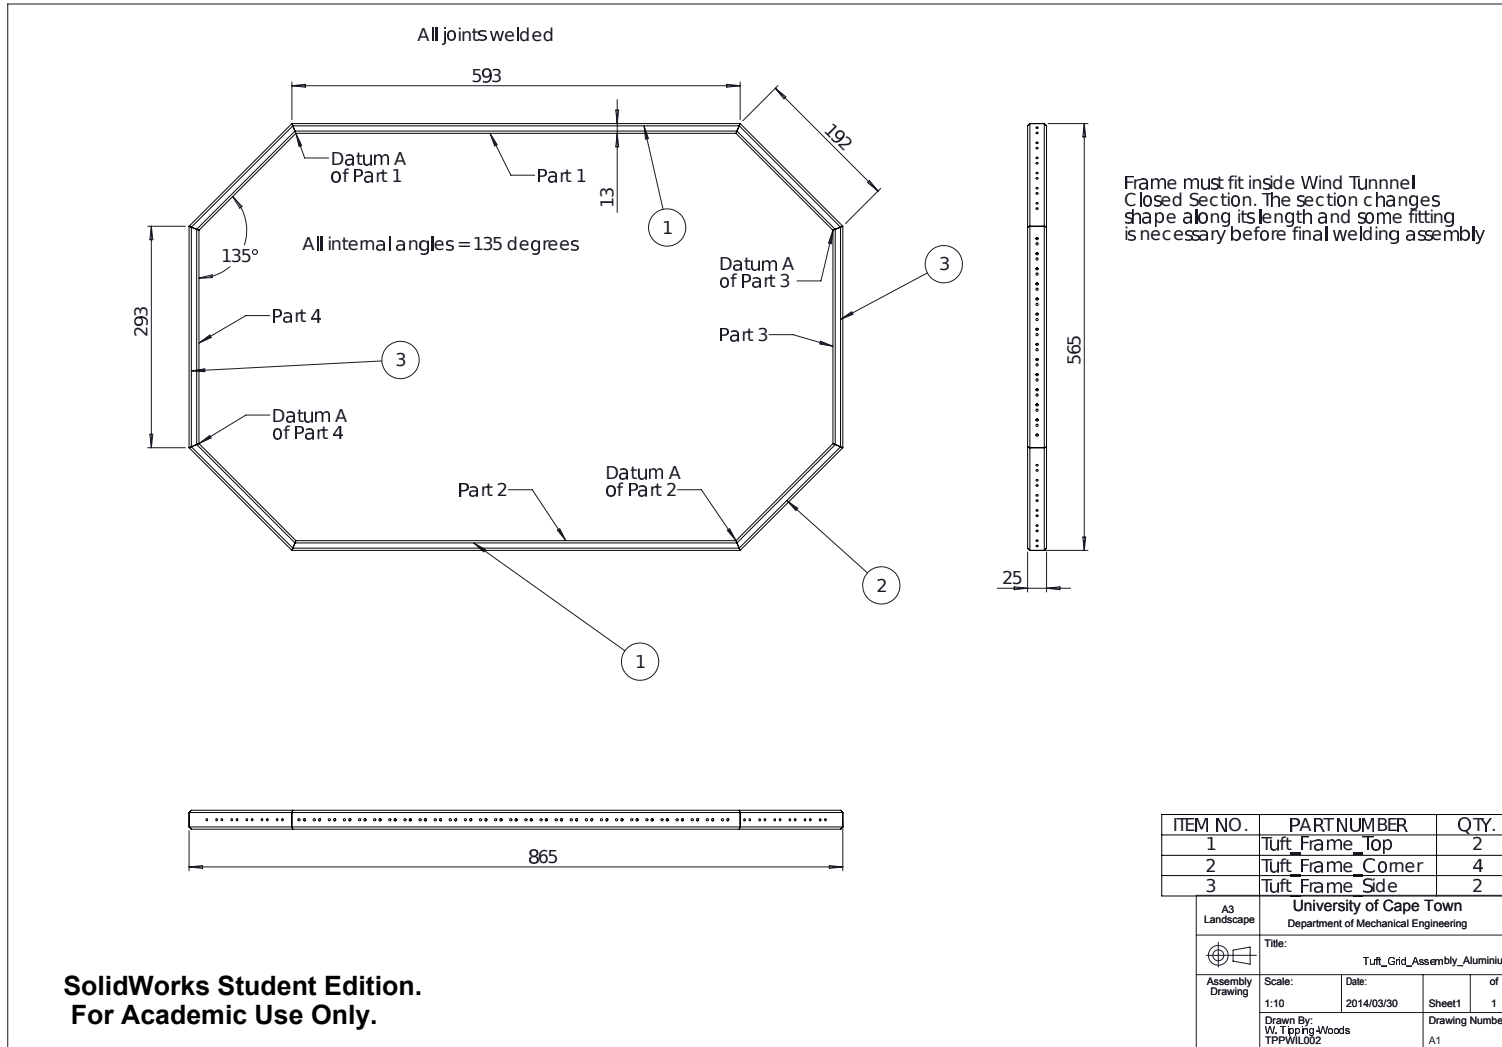 All joints welded
593
192
Datum A
of Part 1
Part 1
13
1
Frame must fit inside Wind Tunnnel
Closed Section. The section changes
shape along its length and some fitting
is necessary before final welding assembly
135°
All internal angles = 135 degrees
Datum A
of Part 3
3
293
Part 4
Part 3
3
565
Datum A
of Part 4
Part 2
Datum A
of Part 2
25
2
1
865
ITEM NO. PART NUMBER QTY.
1 Tuft_Frame_Top 2
2 Tuft_Frame_Corner 4
3 Tuft_Frame_Side 2
A3
Landscape
University of Cape Town
Department of Mechanical Engineering
Title:
Tuft_Grid_Assembly_Aluminiu
Assembly
Drawing
Scale: Date: of
1:10 2014/03/30 Sheet1 1
Drawn By: Drawing Numbe
W. Tipping-Woods
TPPWIL002 A1
SolidWorks Student Edition.
For Academic Use Only.